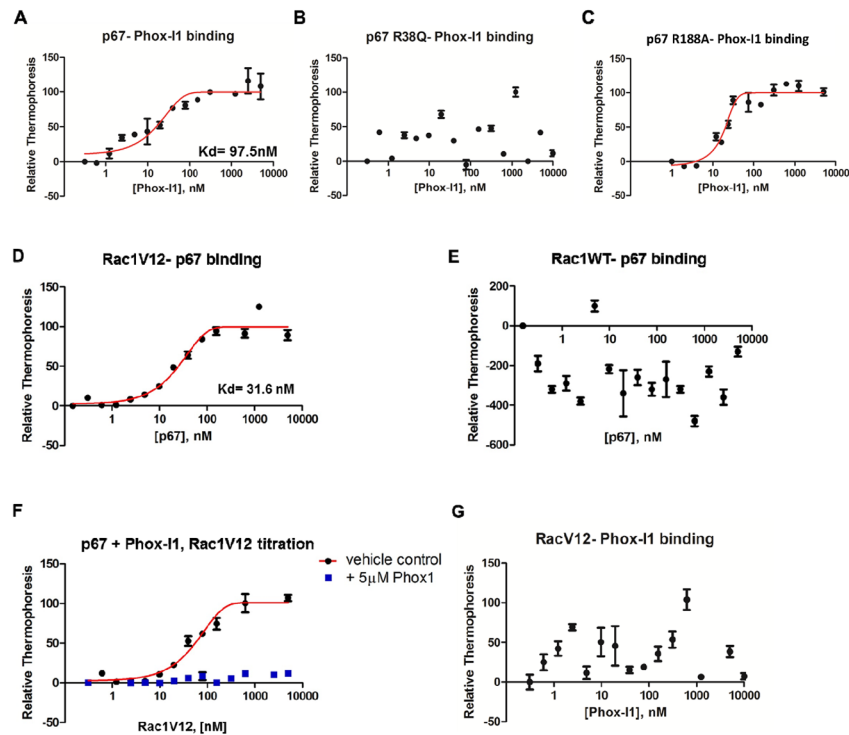 A
p67- Phox-I1 binding
Relative Thermophoresis
150
100
50
0
-50
1 10 100 1000 10000
Kd= 97.5nM
[Phox-I1], nM
B
p67 R38Q- Phox-I1 binding
Relative Thermophoresis
150
100
50
0
-50
1 10 100 1000 10000
[Phox-I1], nM
C
p67 R188A- Phox-I1 binding
Relative Thermophoresis
150
100
50
0
-50
1 10 100 1000 10000
[Phox-I1], nM
D
Rac1V12- p67 binding
Relative Thermophoresis
150
100
50
0
-50
1 10 100 1000 10000
Kd= 31.6 nM
[p67], nM
E
Rac1WT- p67 binding
Relative Thermophoresis
200
0
-200
-400
-600
1 10 100 1000 10000
[p67], nM
F
p67 + Phox-I1, Rac1V12 titration
vehicle control
+ 5μM Phox1
Relative Thermophoresis
150
100
50
0
-50
1 10 100 1000 10000
Rac1V12, [nM]
G
RacV12- Phox-I1 binding
Relative Thermophoresis
150
100
50
0
-50
1 10 100 1000 10000
[Phox-I1], nM